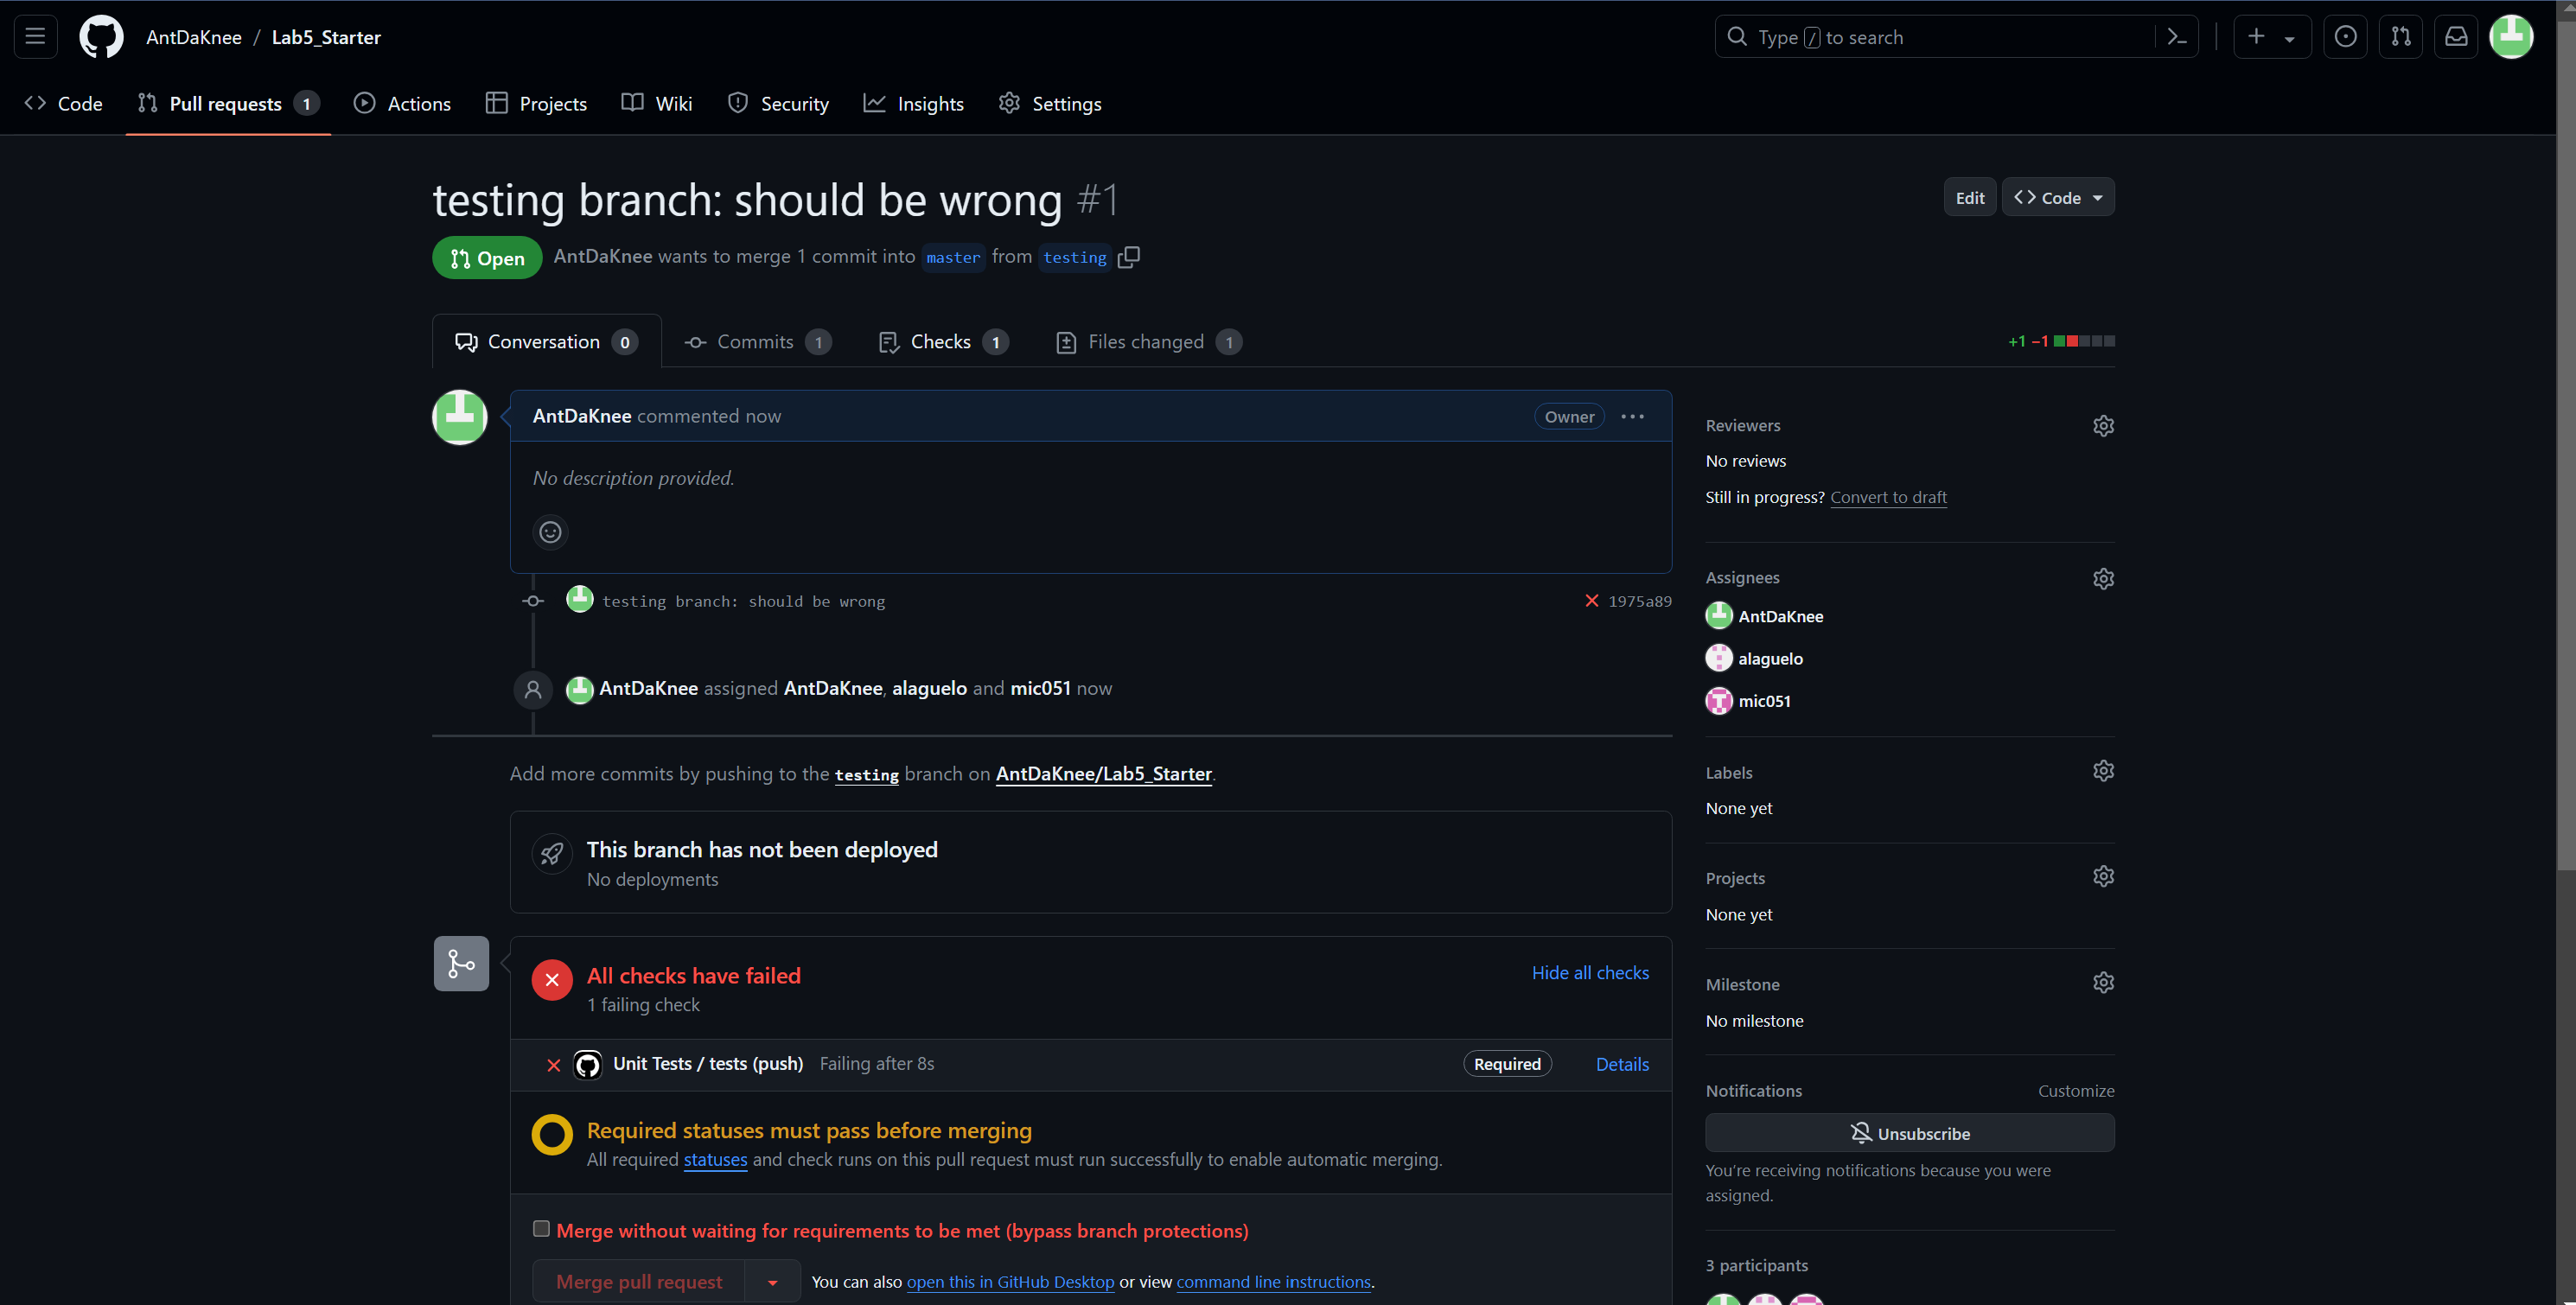 AntDaKnee / Lab5_Starter
Type / to search
Code
Pull requests 1
Actions
Projects
Wiki
Security
Insights
Settings
testing branch: should be wrong #1
Edit
Code
Open
AntDaKnee wants to merge 1 commit into master from testing
Conversation 0
Commits 1
Checks 1
Files changed 1
+1 −1
AntDaKnee commented now
Owner
No description provided.
testing branch: should be wrong
1975a89
AntDaKnee assigned AntDaKnee, alaguelo and mic051 now
Add more commits by pushing to the testing branch on AntDaKnee/Lab5_Starter.
This branch has not been deployed
No deployments
All checks have failed
Hide all checks
1 failing check
Unit Tests / tests (push) Failing after 8s
Required
Details
Required statuses must pass before merging
All required statuses and check runs on this pull request must run successfully to enable automatic merging.
Merge without waiting for requirements to be met (bypass branch protections)
Merge pull request
You can also open this in GitHub Desktop or view command line instructions.
Reviewers
No reviews
Still in progress? Convert to draft
Assignees
AntDaKnee
alaguelo
mic051
Labels
None yet
Projects
None yet
Milestone
No milestone
Notifications
Customize
Unsubscribe
You're receiving notifications because you were
assigned.
3 participants